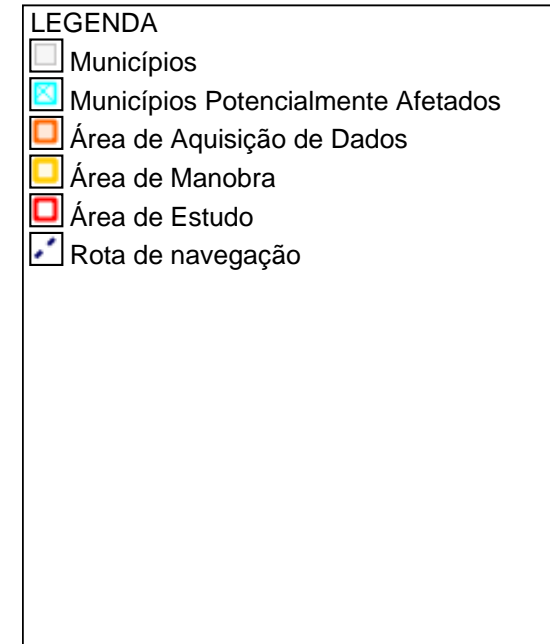 LEGENDA
Municípios
Municípios Potencialmente Afetados
Área de Aquisição de Dados
Área de Manobra
Área de Estudo
Rota de navegação